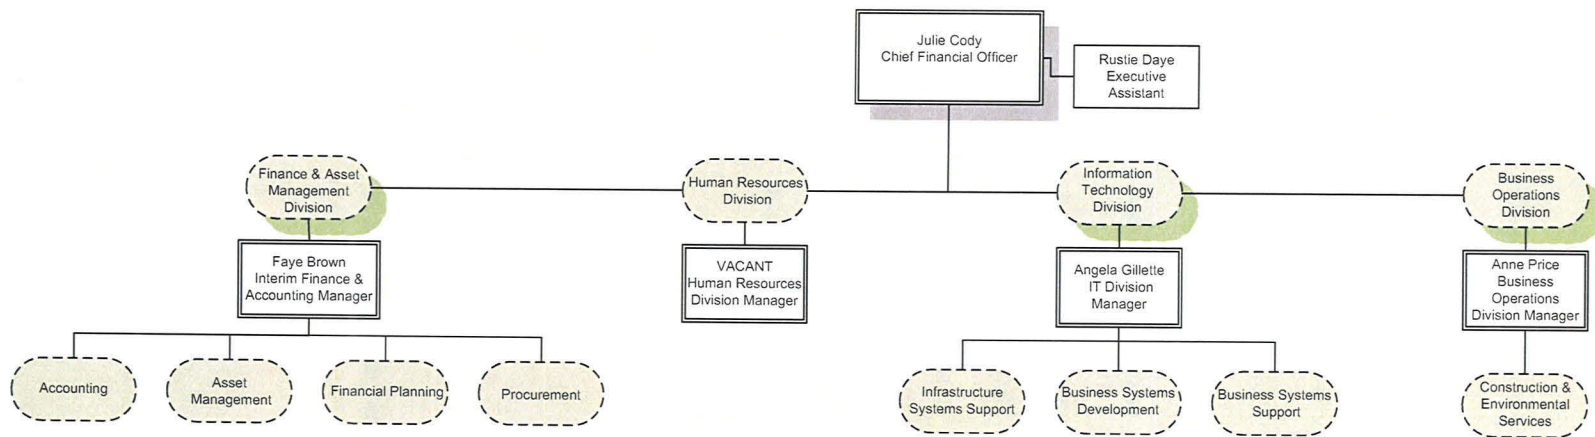 Julie Cody
Chief Financial Officer
Rustie Daye
Executive
Assistant
Finance & Asset
Management
Division
Human Resources
Division
Information
Technology
Division
Business
Operations
Division
Faye Brown
Interim Finance &
Accounting Manager
VACANT
Human Resources
Division Manager
Angela Gillette
IT Division
Manager
Anne Price
Business
Operations
Division Manager
Accounting
Asset
Management
Financial Planning
Procurement
Infrastructure
Systems Support
Business Systems
Development
Business Systems
Support
Construction &
Environmental
Services